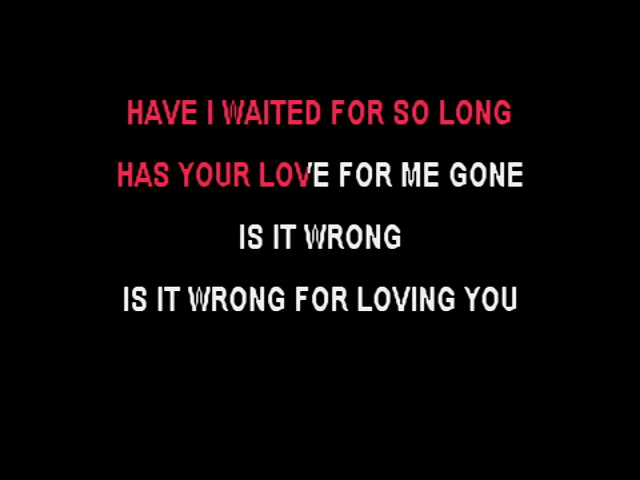 HAVE I WAITED FOR SO LONG
HAS YOUR LOVE FOR ME GONE
IS IT WRONG
IS IT WRONG FOR LOVING YOU